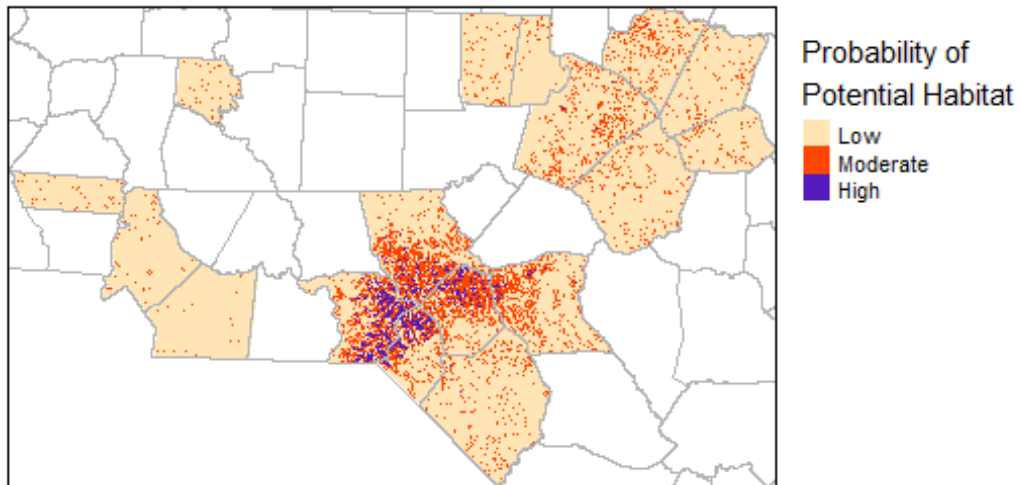 Probability of
Potential Habitat
Low
Moderate
High